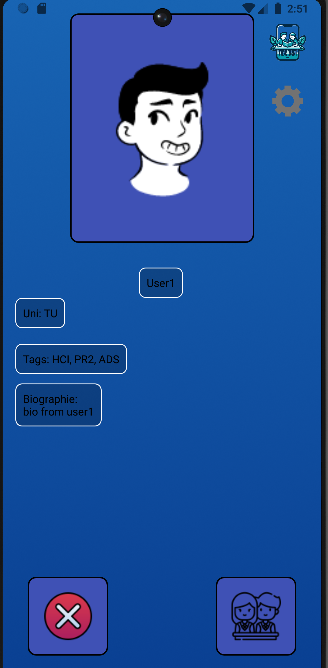 2:51
User1
Uni: TU
Tags: HCI, PR2, ADS
Biographie:
bio from user1